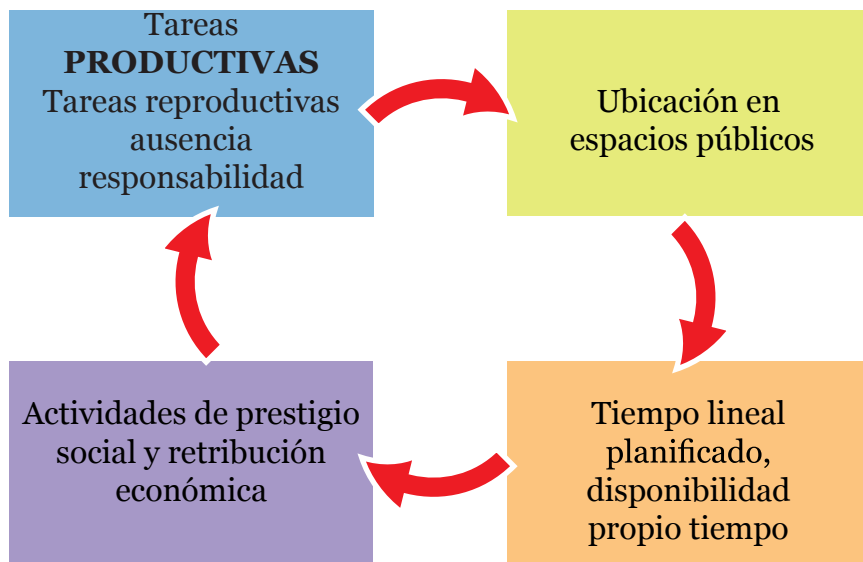 Tareas
PRODUCTIVAS
Tareas reproductivas
ausencia
responsabilidad
Ubicación en
espacios públicos
Tiempo lineal
planificado,
disponibilidad
propio tiempo
Actividades de prestigio
social y retribución
económica